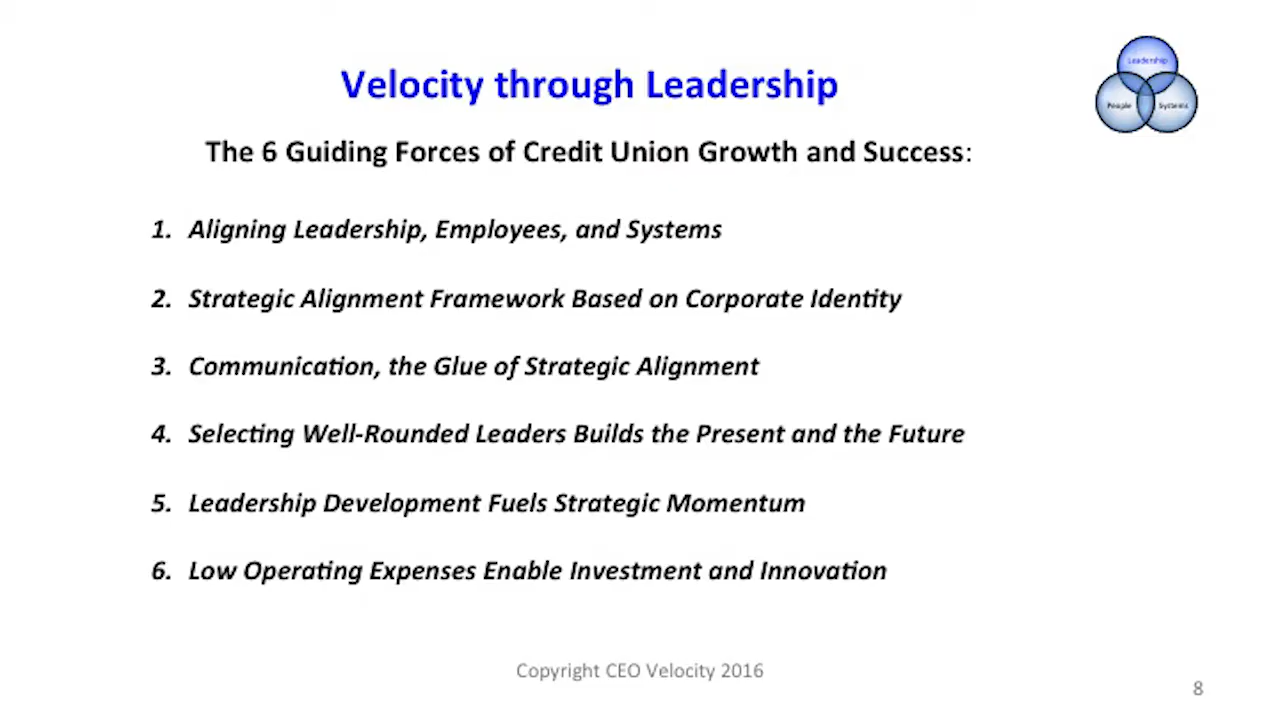 Velocity through Leadership
Leadership
People
Systems
The 6 Guiding Forces of Credit Union Growth and Success:
1. Aligning Leadership, Employees, and Systems
2. Strategic Alignment Framework Based on Corporate Identity
3. Communication, the Glue of Strategic Alignment
4. Selecting Well-Rounded Leaders Builds the Present and the Future
5. Leadership Development Fuels Strategic Momentum
6. Low Operating Expenses Enable Investment and Innovation
Copyright CEO Velocity 2016
8